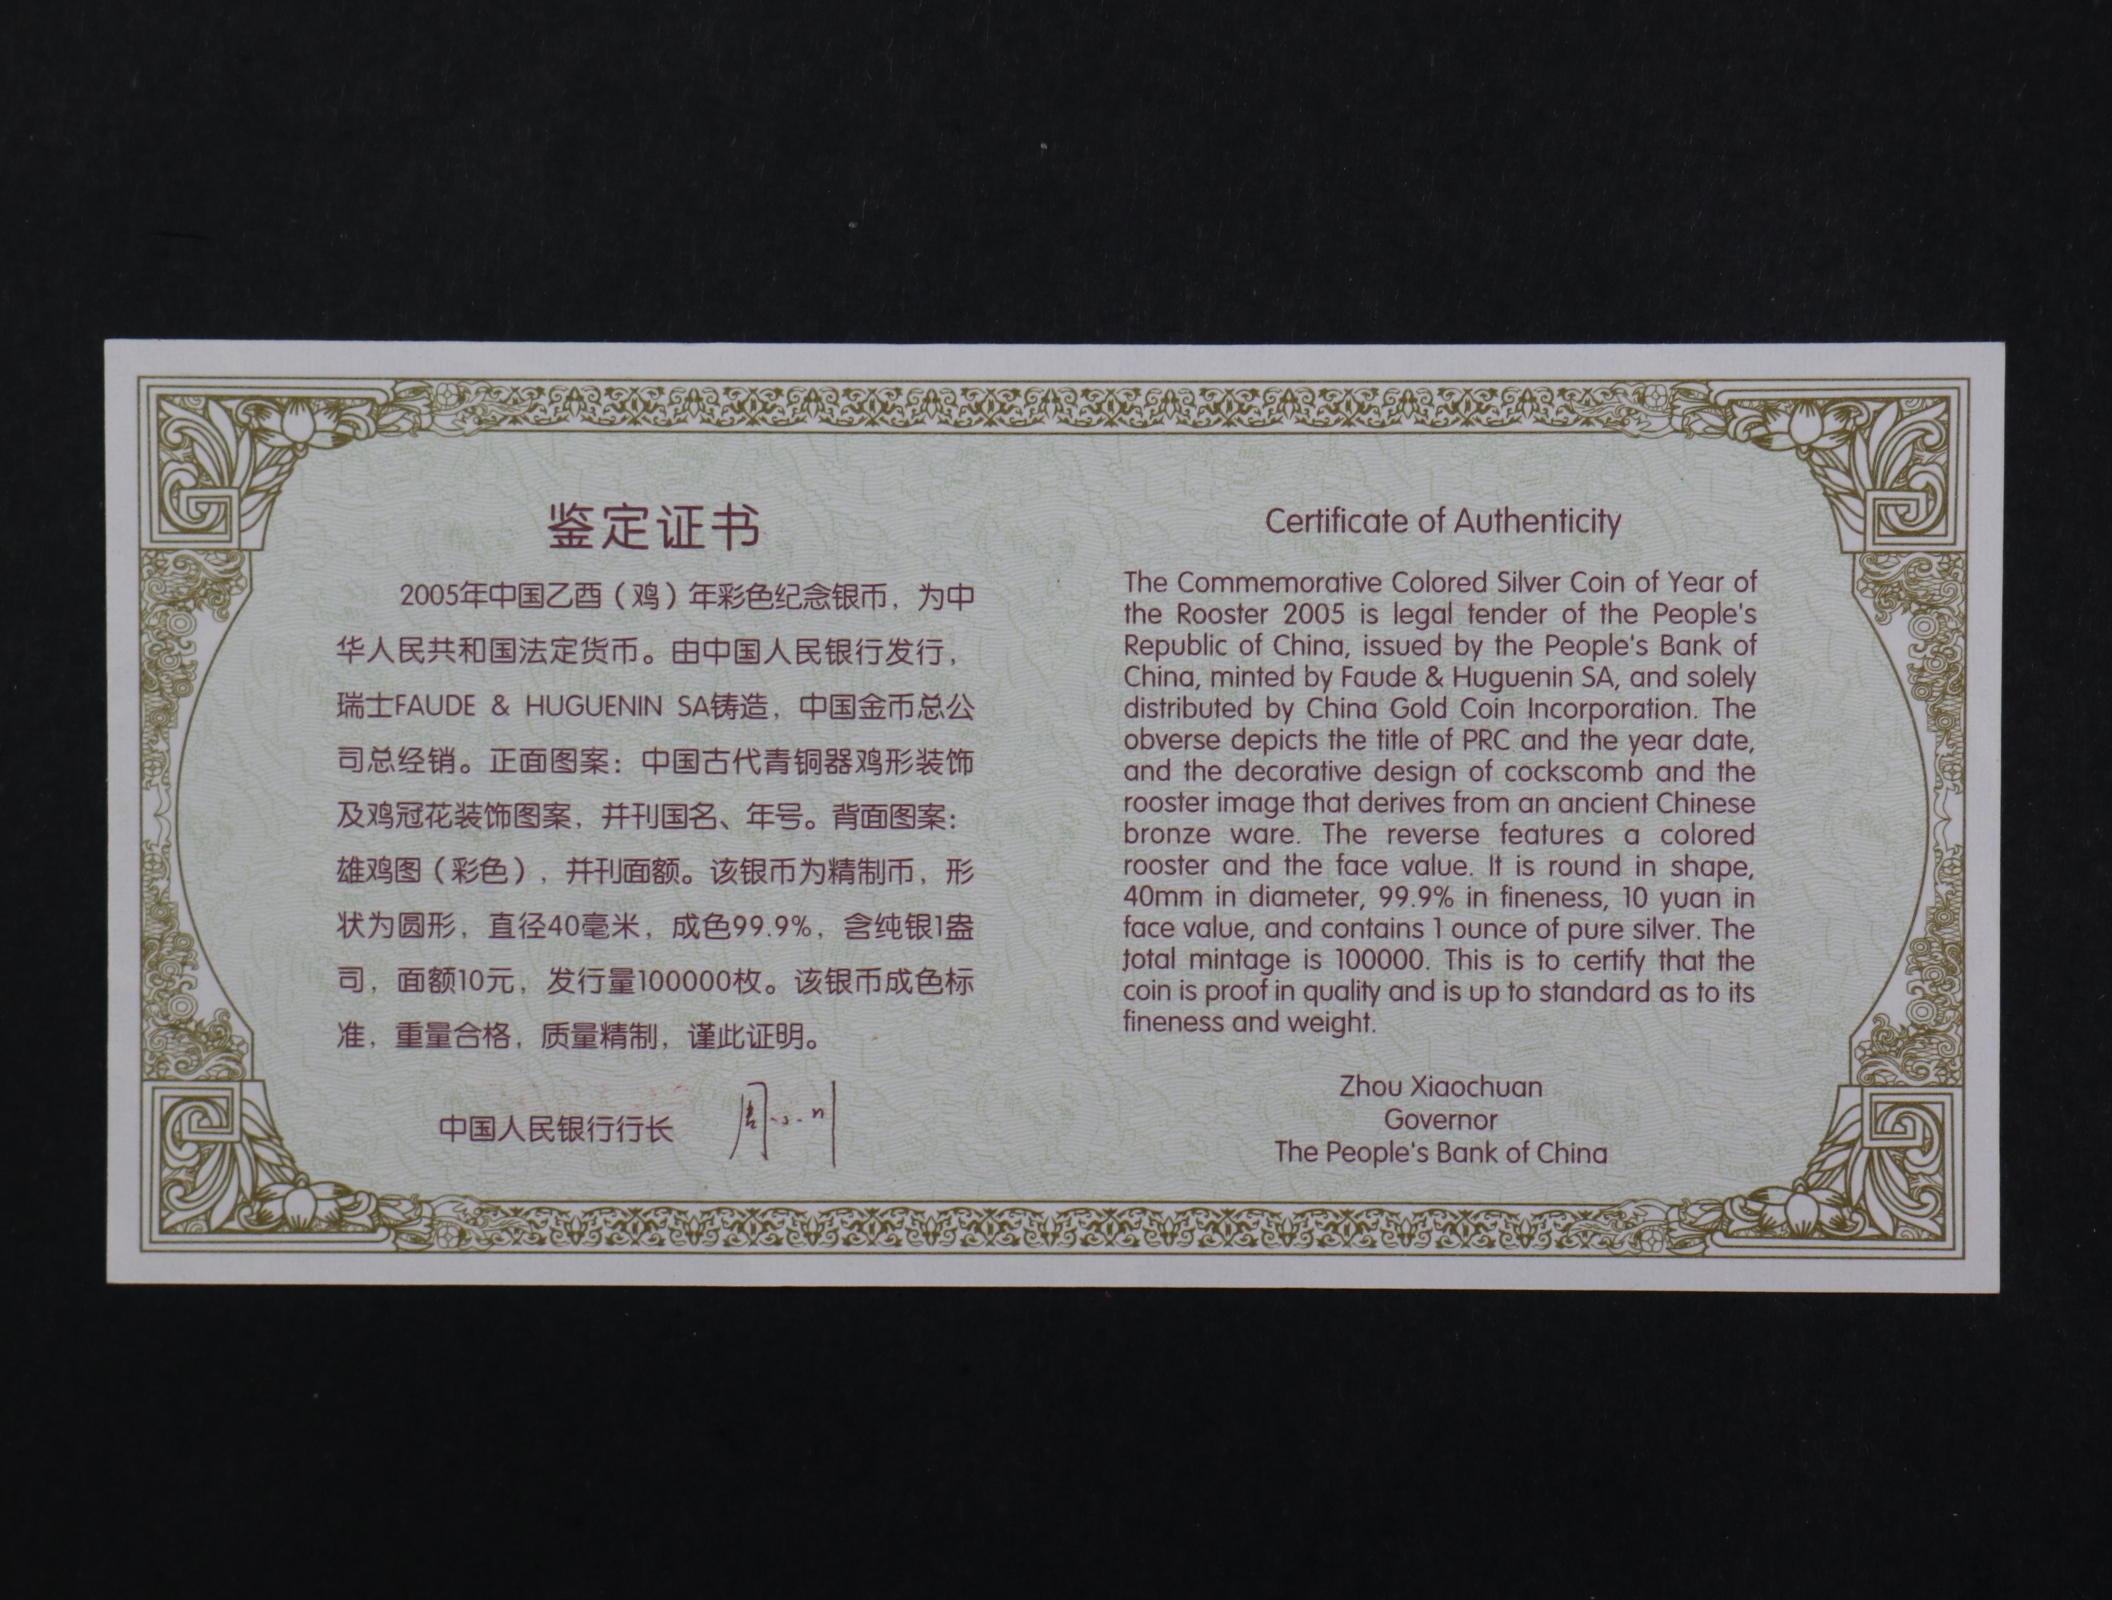 鉴定证书
2005年中国乙酉（鸡）年彩色纪念银币，为中
华人民共和国法定货币。由中国人民银行发行，
瑞士FAUDE & HUGUENIN SA铸造，中国金币总公
司总经销。正面图案：中国古代青铜器鸡形装饰
及鸡冠花装饰图案，并刊国名、年号。背面图案：
雄鸡图（彩色），并刊面额。该银币为精制币，形
状为圆形，直径40毫米，成色99.9%，含纯银1盎
司，面额10元，发行量100000枚。该银币成色标
准，重量合格，质量精制，谨此证明。
中国人民银行行长 周小川
Certificate of Authenticity
The Commemorative Colored Silver Coin of Year of
the Rooster 2005 is legal tender of the People's
Republic of China, issued by the People's Bank of
China, minted by Faude & Huguenin SA, and solely
distributed by China Gold Coin Incorporation. The
obverse depicts the title of PRC and the year date,
and the decorative design of cockscomb and the
rooster image that derives from an ancient Chinese
bronze ware. The reverse features a colored
rooster and the face value. It is round in shape,
40mm in diameter, 99.9% in fineness, 10 yuan in
face value, and contains 1 ounce of pure silver. The
total mintage is 100000. This is to certify that the
coin is proof in quality and is up to standard as to its
fineness and weight.
Zhou Xiaochuan
Governor
The People's Bank of China